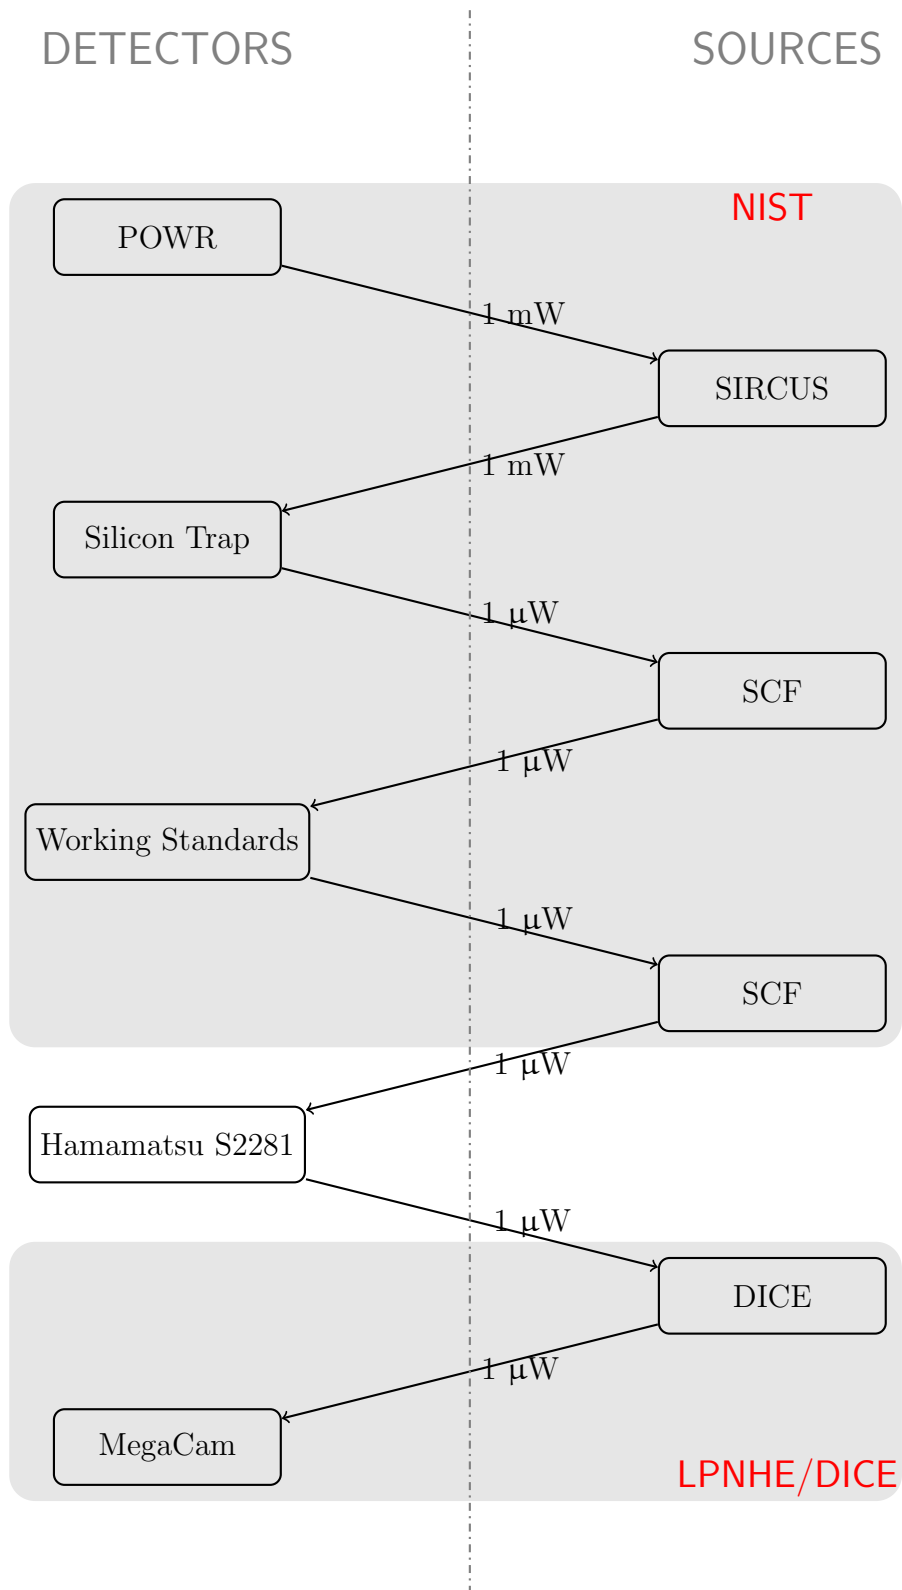 DETECTORS
SOURCES
NIST
POWR
1 mW
SIRCUS
1 mW
Silicon Trap
1 µW
SCF
1 µW
Working Standards
1 µW
SCF
1 µW
Hamamatsu S2281
1 µW
DICE
1 µW
MegaCam
LPNHE/DICE